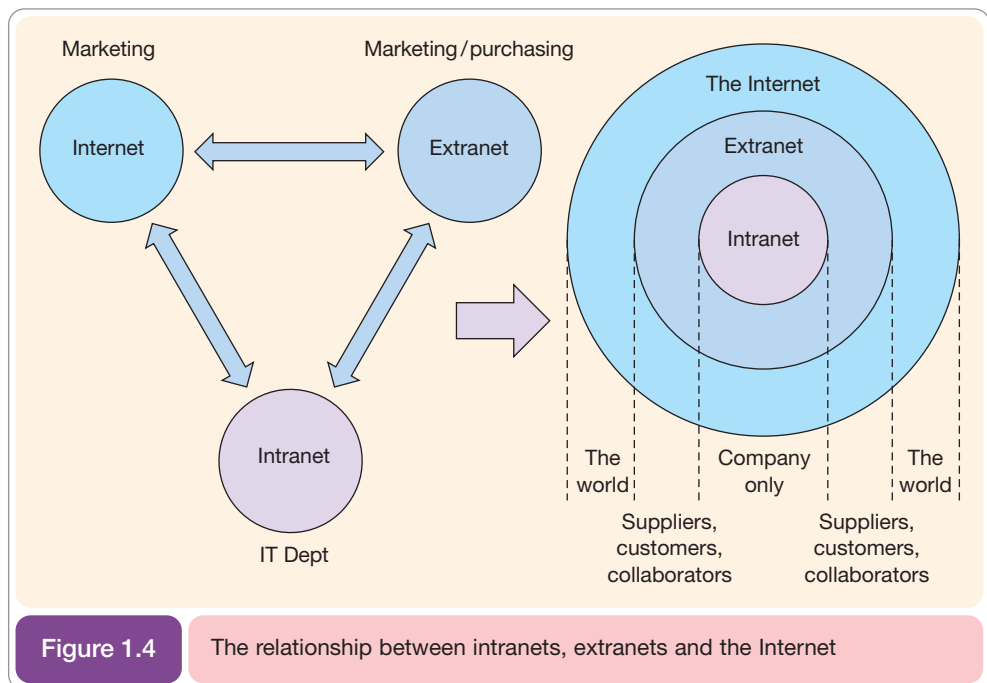 Marketing
Marketing/purchasing
Internet
Extranet
Intranet
IT Dept
The Internet
Extranet
Intranet
The
world
Suppliers,
customers,
collaborators
Company
only
Suppliers,
customers,
collaborators
The
world
Figure 1.4
The relationship between intranets, extranets and the Internet